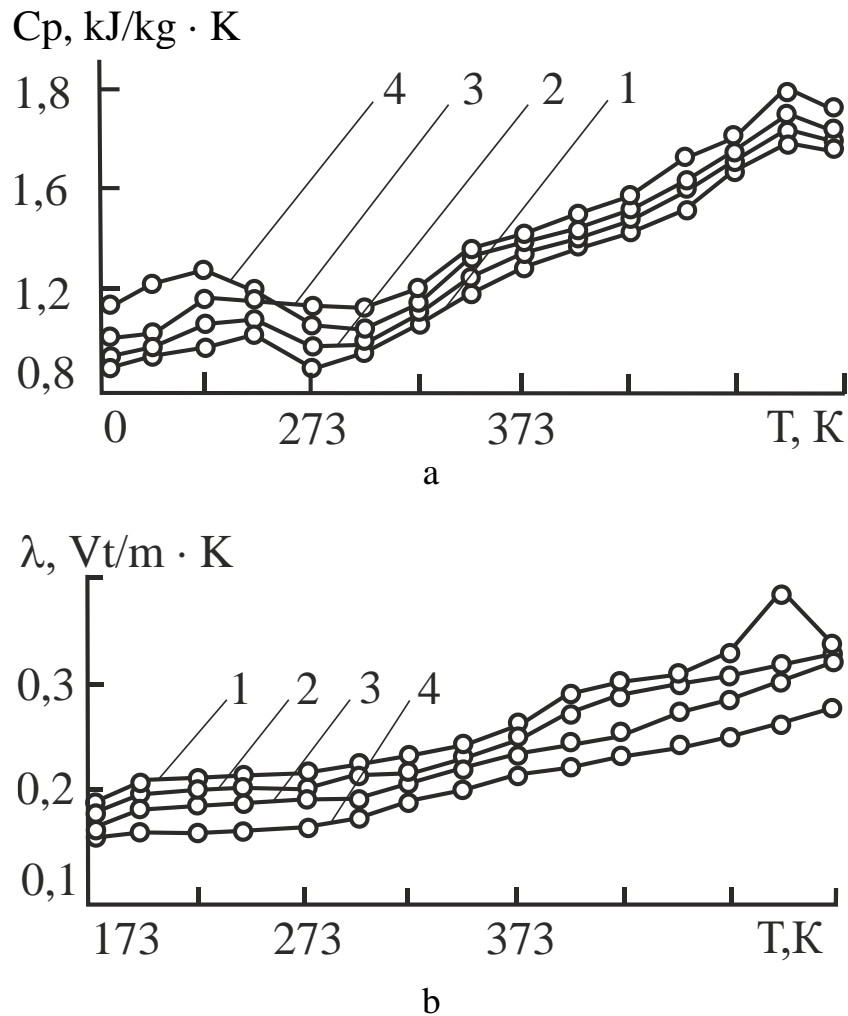 Cp, kJ/kg · K
1,8
4 3 2 1
1,6
1,2
0,8
0 273 373 T, K
a
λ, Vt/m · K
0,3
1 2 3 4
0,2
0,1
173 273 373 T,K
b